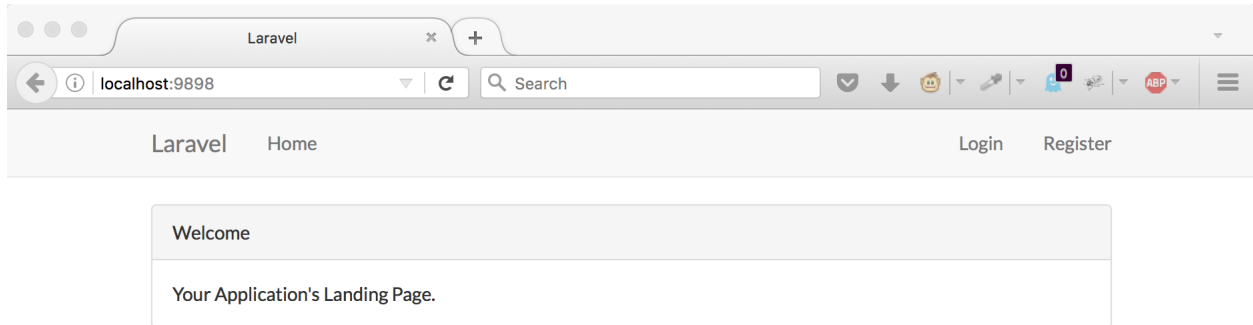 Laravel
localhost:9898
Search
0
ABP
Laravel Home Login Register
Welcome
Your Application's Landing Page.